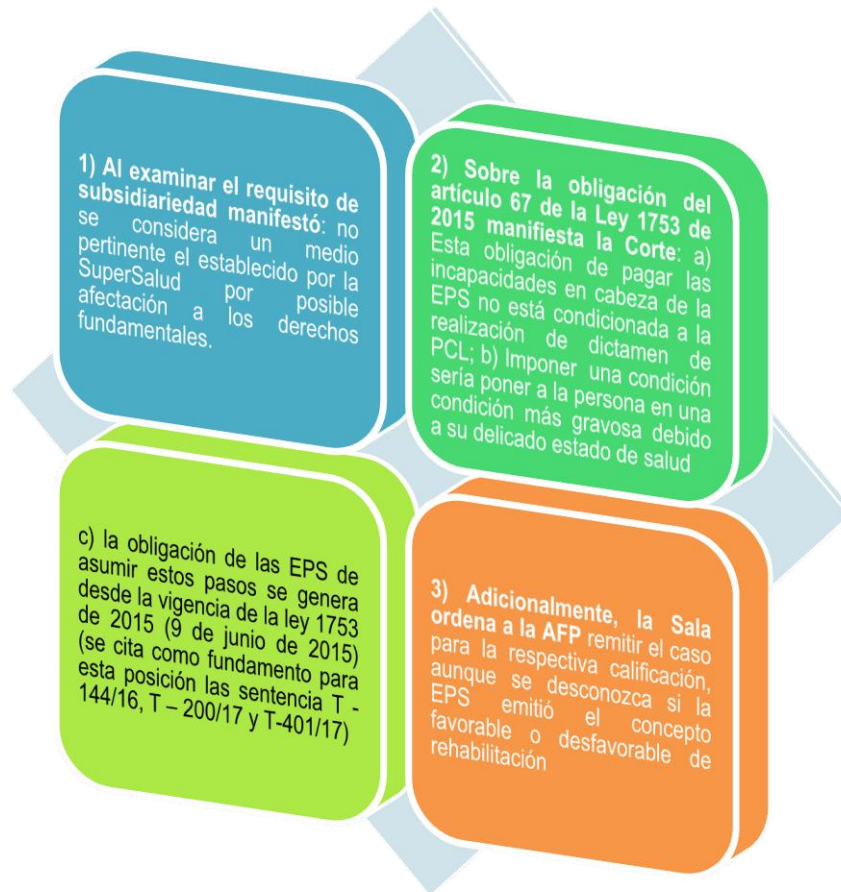 1) Al examinar el requisito de
subsidiariedad manifestó: no
se considera un medio
pertinente el establecido por la
SuperSalud por posible
afectación a los derechos
fundamentales.
2) Sobre la obligación del
artículo 67 de la Ley 1753 de
2015 manifiesta la Corte: a)
Esta obligación de pagar las
incapacidades en cabeza de la
EPS no está condicionada a la
realización de dictamen de
PCL; b) Imponer una condición
sería poner a la persona en una
condición más gravosa debido
a su delicado estado de salud
c) la obligación de las EPS de
asumir estos pasos se genera
desde la vigencia de la ley 1753
de 2015 (9 de junio de 2015)
(se cita como fundamento para
esta posición las sentencia T -
144/16, T – 200/17 y T-401/17)
3) Adicionalmente, la Sala
ordena a la AFP remitir el caso
para la respectiva calificación,
aunque se desconozca si la
EPS emitió el concepto
favorable o desfavorable de
rehabilitación